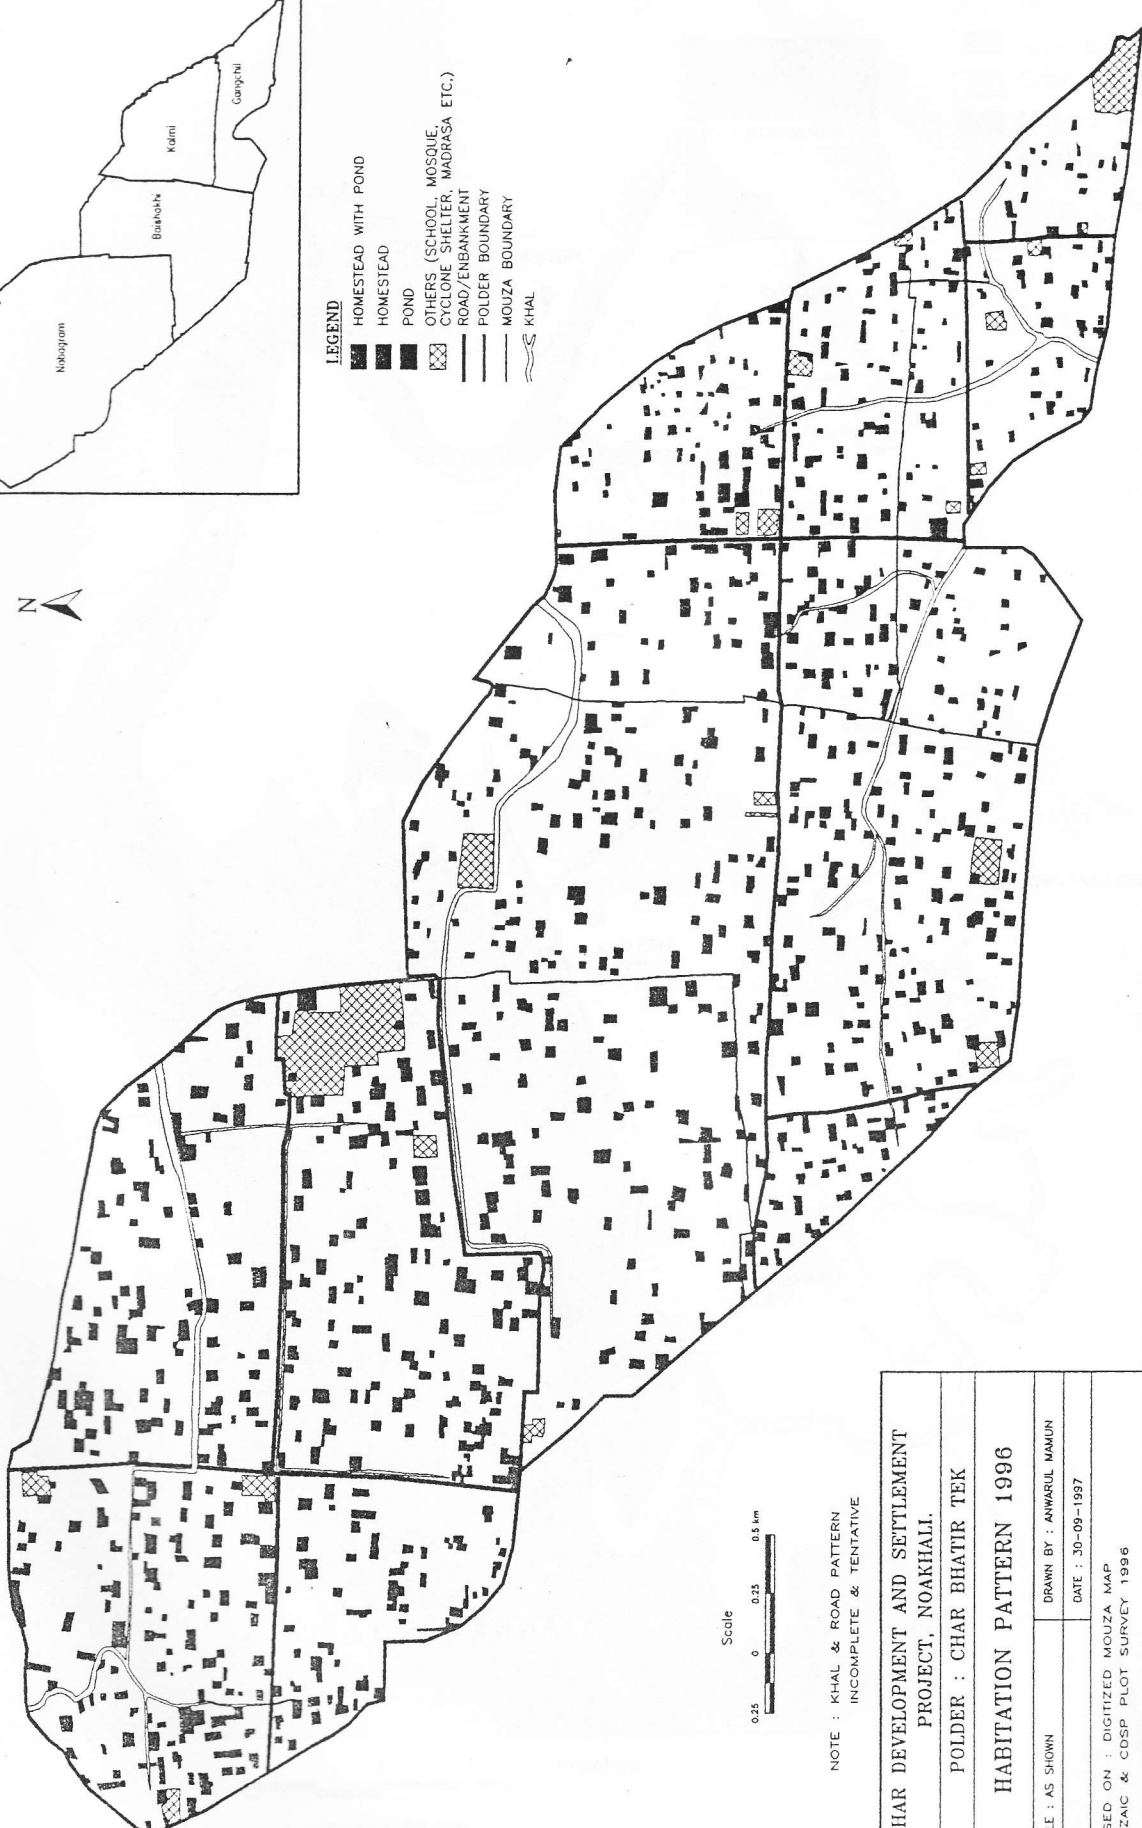 Nabagram
Baishakhi
Kalmi
Gangchil
N
LEGEND
HOMESTEAD WITH POND
HOMESTEAD
POND
OTHERS (SCHOOL, MOSQUE,
CYCLONE SHELTER, MADRASA ETC.)
ROAD/ENBANKMENT
POLDER BOUNDARY
MOUZA BOUNDARY
KHAL
Scale
0.25 0 0.25 0.5 km
NOTE : KHAL & ROAD PATTERN
INCOMPLETE & TENTATIVE
HAR DEVELOPMENT AND SETTLEMENT
PROJECT, NOAKHALI.
POLDER : CHAR BHATIR TEK
HABITATION PATTERN 1996
LE : AS SHOWN
DRAWN BY : ANWARUL MAMUN
DATE : 30-09-1997
SED ON : DIGITIZED MOUZA MAP
ZAIC & CDSP PLOT SURVEY 1996